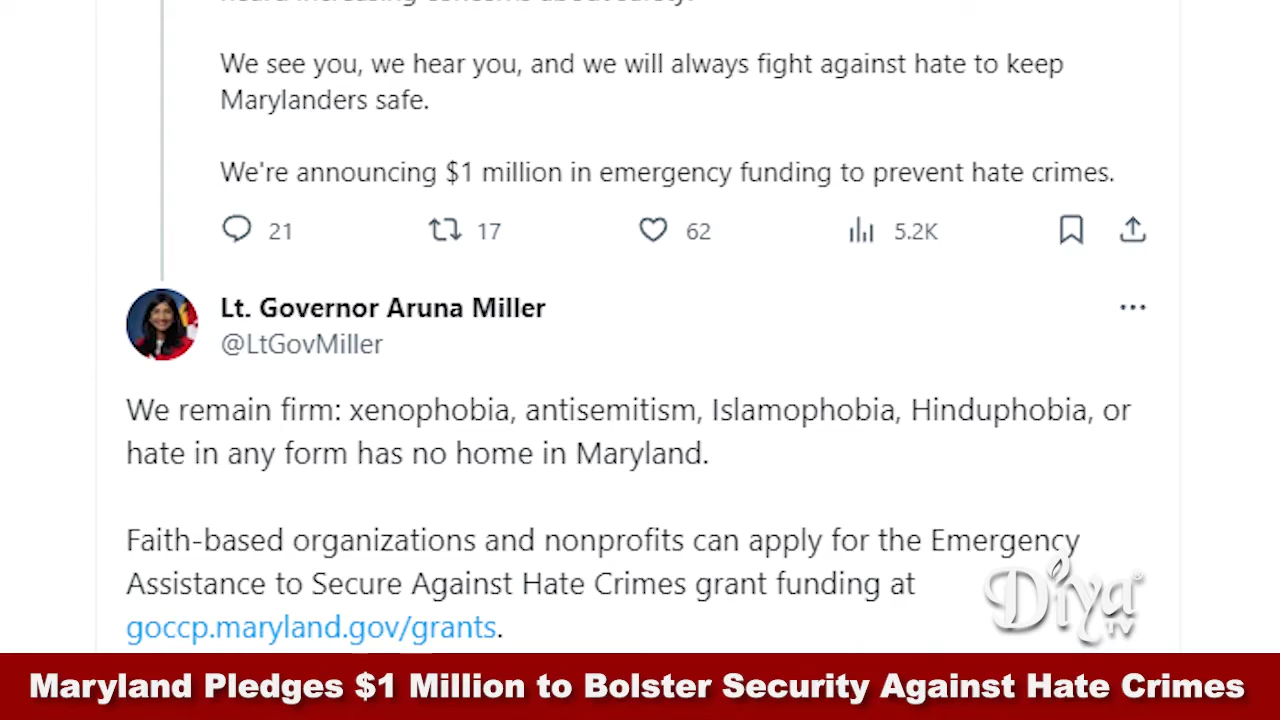 We see you, we hear you, and we will always fight against hate to keep
Marylanders safe.
We're announcing $1 million in emergency funding to prevent hate crimes.
21 17 62 5.2K
Lt. Governor Aruna Miller
@LtGovMiller
We remain firm: xenophobia, antisemitism, Islamophobia, Hinduphobia, or
hate in any form has no home in Maryland.
Faith-based organizations and nonprofits can apply for the Emergency
Assistance to Secure Against Hate Crimes grant funding at
goccp.maryland.gov/grants.
Diya
TV
Maryland Pledges $1 Million to Bolster Security Against Hate Crimes